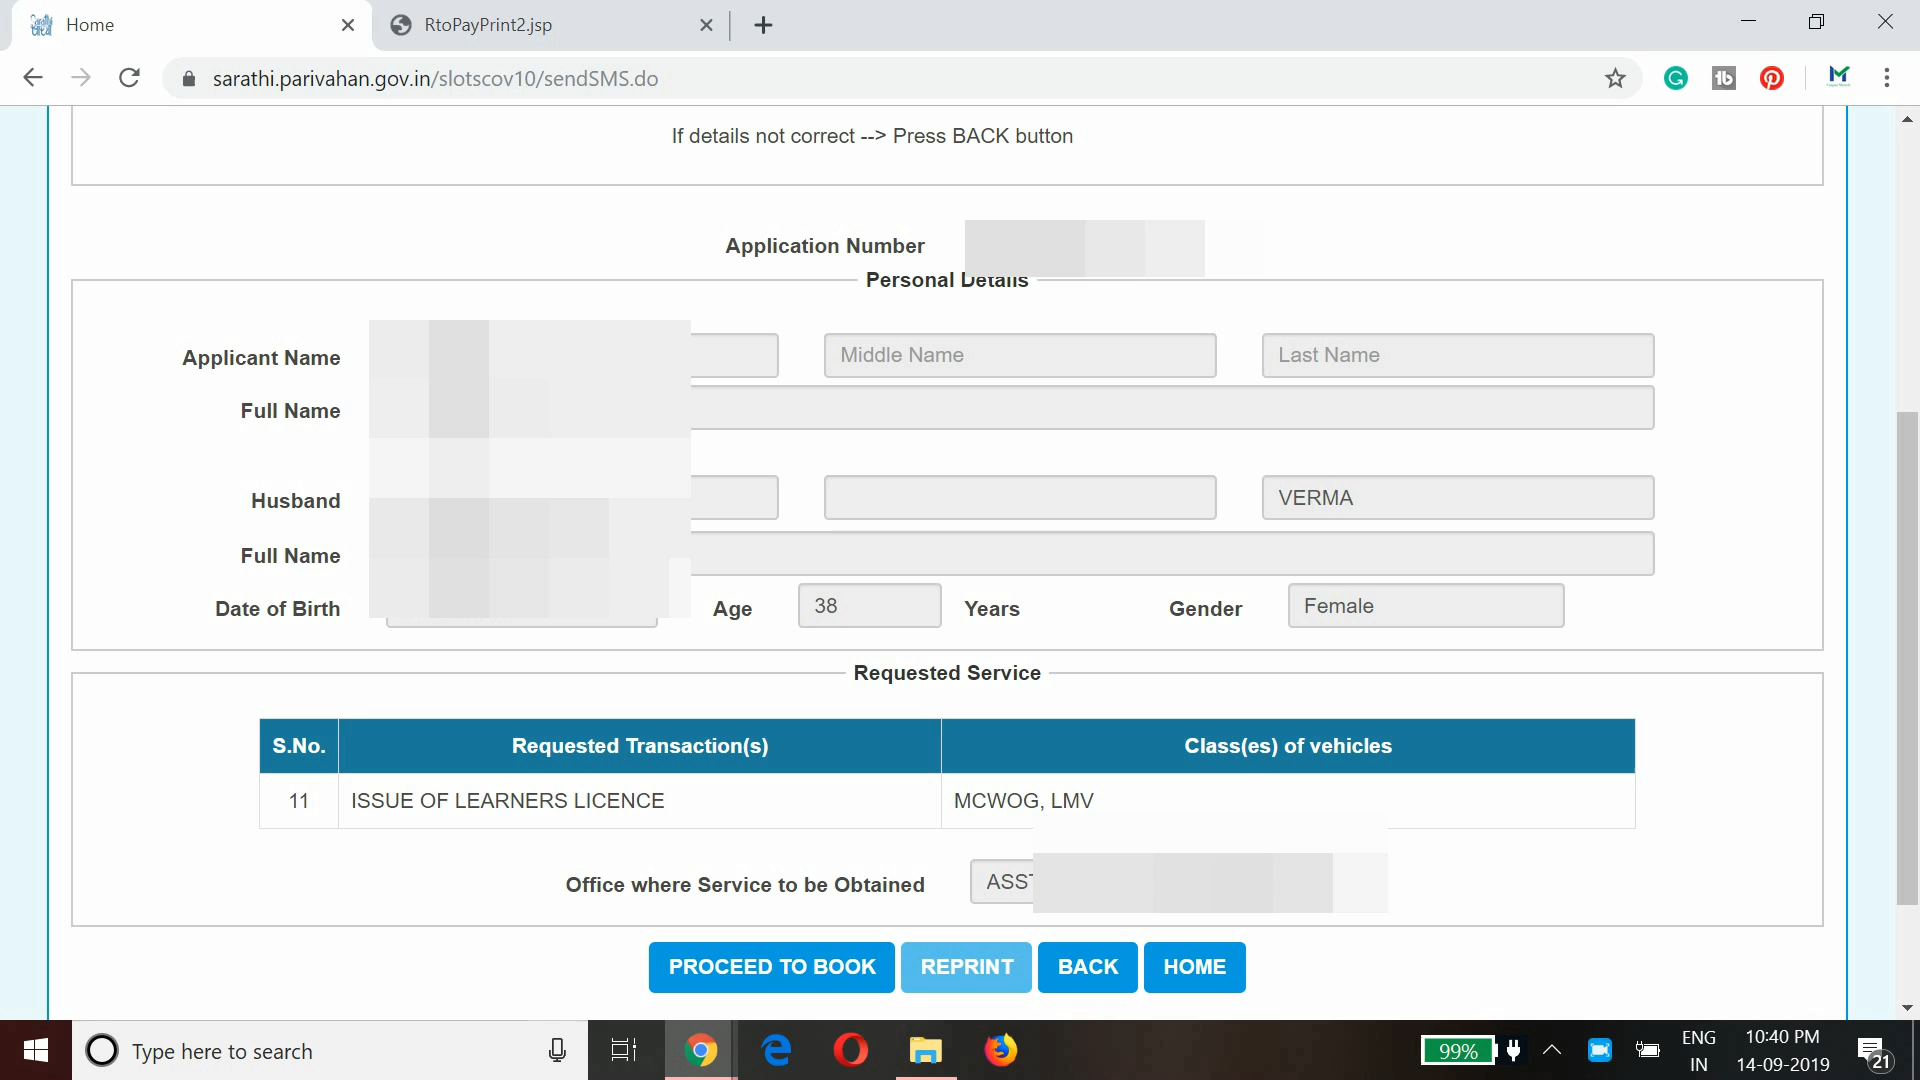 Home
RtoPayPrint2.jsp
sarathi.parivahan.gov.in/slotscov10/sendSMS.do
If details not correct --> Press BACK button
Application Number
Personal Details
Applicant Name Middle Name Last Name
Full Name
Husband VERMA
Full Name
Date of Birth Age 38 Years Gender Female
Requested Service
S.No. Requested Transaction(s) Class(es) of vehicles
11 ISSUE OF LEARNERS LICENCE MCWOG, LMV
Office where Service to be Obtained ASST
PROCEED TO BOOK REPRINT BACK HOME
Type here to search 99% ENG 10:40 PM
IN 14-09-2019 21